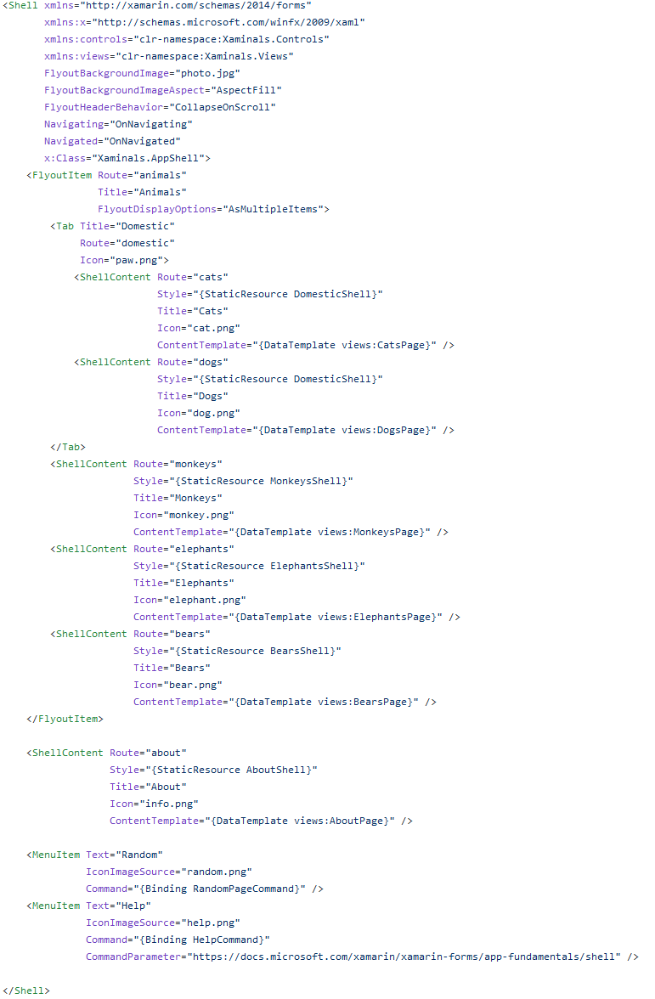 <Shell xmlns="http://xamarin.com/schemas/2014/forms"
       xmlns:x="http://schemas.microsoft.com/winfx/2009/xaml"
       xmlns:controls="clr-namespace:Xaminals.Controls"
       xmlns:views="clr-namespace:Xaminals.Views"
       FlyoutBackgroundImage="photo.jpg"
       FlyoutBackgroundImageAspect="AspectFill"
       FlyoutHeaderBehavior="CollapseOnScroll"
       Navigating="OnNavigating"
       Navigated="OnNavigated"
       x:Class="Xaminals.AppShell">
    <FlyoutItem Route="animals"
                Title="Animals"
                FlyoutDisplayOptions="AsMultipleItems">
        <Tab Title="Domestic"
             Route="domestic"
             Icon="paw.png">
            <ShellContent Route="cats"
                          Style="{StaticResource DomesticShell}"
                          Title="Cats"
                          Icon="cat.png"
                          ContentTemplate="{DataTemplate views:CatsPage}" />
            <ShellContent Route="dogs"
                          Style="{StaticResource DomesticShell}"
                          Title="Dogs"
                          Icon="dog.png"
                          ContentTemplate="{DataTemplate views:DogsPage}" />
        </Tab>
        <ShellContent Route="monkeys"
                      Style="{StaticResource MonkeysShell}"
                      Title="Monkeys"
                      Icon="monkey.png"
                      ContentTemplate="{DataTemplate views:MonkeysPage}" />
        <ShellContent Route="elephants"
                      Style="{StaticResource ElephantsShell}"
                      Title="Elephants"
                      Icon="elephant.png"
                      ContentTemplate="{DataTemplate views:ElephantsPage}" />
        <ShellContent Route="bears"
                      Style="{StaticResource BearsShell}"
                      Title="Bears"
                      Icon="bear.png"
                      ContentTemplate="{DataTemplate views:BearsPage}" />
    </FlyoutItem>

    <ShellContent Route="about"
                  Style="{StaticResource AboutShell}"
                  Title="About"
                  Icon="info.png"
                  ContentTemplate="{DataTemplate views:AboutPage}" />

    <MenuItem Text="Random"
              IconImageSource="random.png"
              Command="{Binding RandomPageCommand}" />
    <MenuItem Text="Help"
              IconImageSource="help.png"
              Command="{Binding HelpCommand}"
              CommandParameter="https://docs.microsoft.com/xamarin/xamarin-forms/app-fundamentals/shell" />

</Shell>